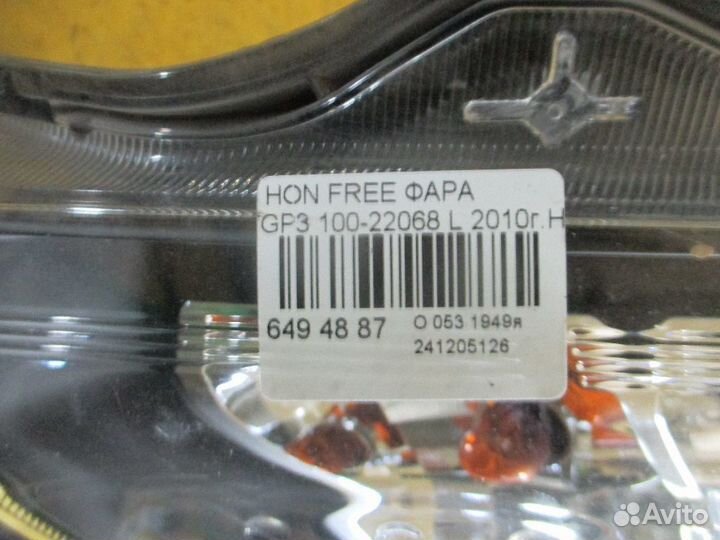 HON FREE ФАРА
GP3 100-22068 L 2010г.Н
649 48 87
О 053 1949я
241205126
Avito